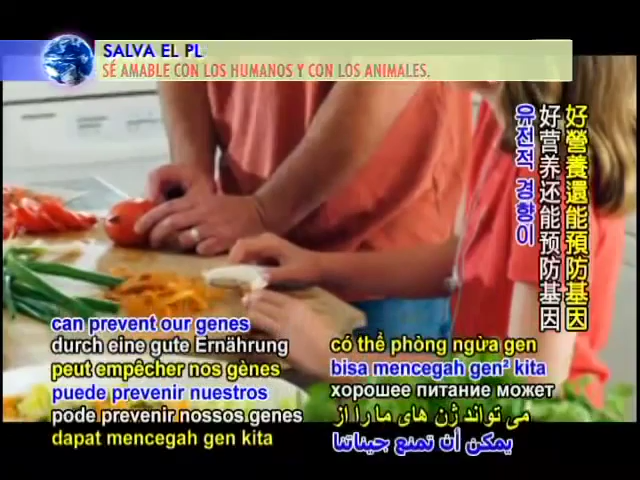 SALVA EL PL
SÉ AMABLE CON LOS HUMANOS Y CON LOS ANIMALES.
好營養還能預防基因
好营养还能预防基因
유전적 경향이
can prevent our genes
durch eine gute Ernährung
peut empêcher nos gènes
puede prevenir nuestros
pode prevenir nossos genes
dapat mencegah gen kita
có thể phòng ngừa gen
bisa mencegah gen² kita
хорошее питание может
می تواند ژن های ما را از
يمكن أن تمنع جيناتنا